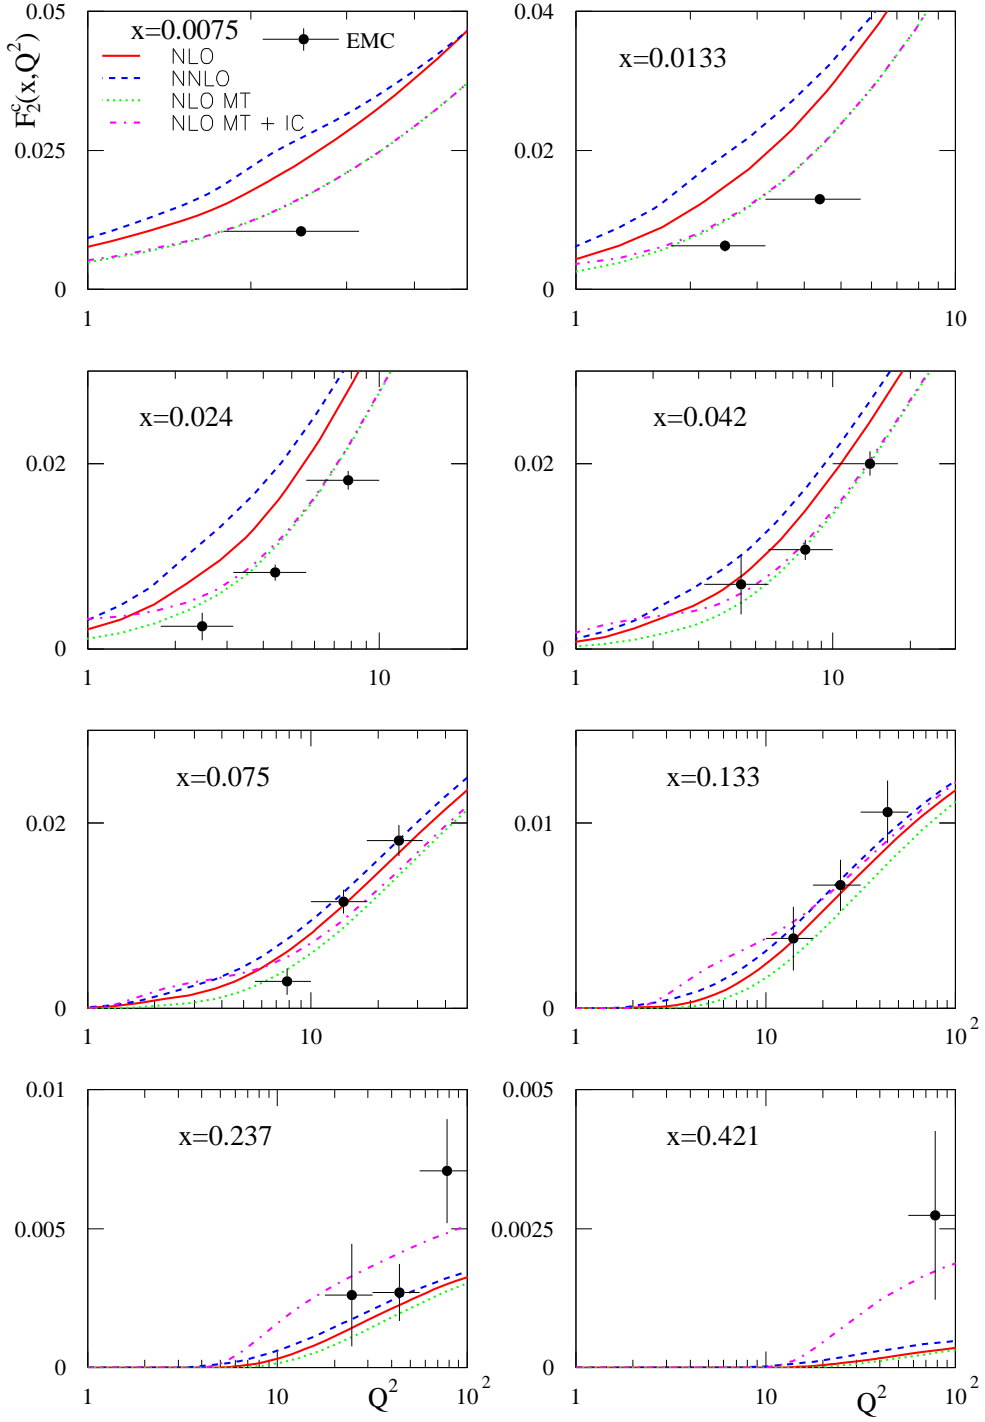 F₂ᶜ(x,Q²)
0.05
0.025
0
x=0.0075
EMC
NLO
NNLO
NLO MT
NLO MT + IC
1
0.04
0.02
0
x=0.0133
1
10
0.02
0
x=0.024
1
10
0.02
0
x=0.042
1
10
0.02
0
x=0.075
1
10
0.01
0
x=0.133
1
10
10²
0.01
0.005
0
x=0.237
1
10
Q²
10²
0.005
0.0025
0
x=0.421
1
10
Q²
10²